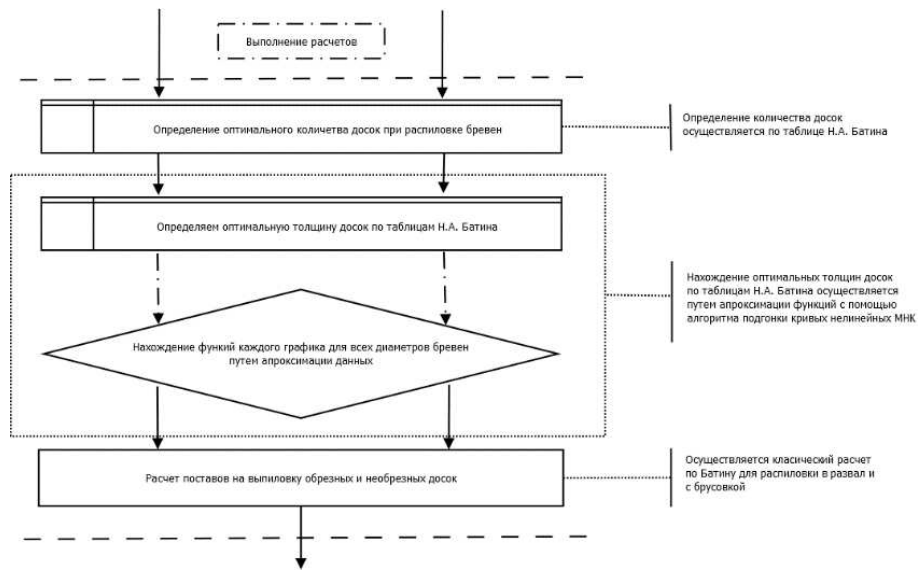 Выполнение расчетов
Определение оптимального количетва досок при распиловке бревен
Определение количества досок
осуществляется по таблице Н.А. Батина
Определяем оптимальную толщину досок по таблицам Н.А. Батина
Нахождение оптимальных толщин досок
по таблицам Н.А. Батина осуществляется
путем апроксимации функций с помощью
алгоритма подгонки кривых нелинейных МНК
Нахождение функий каждого графика для всех диаметров бревен
путем апроксимации данных
Расчет поставов на выпиловку обрезных и необрезных досок
Осуществляется класический расчет
по Батину для распиловки в развал и
с брусовкой